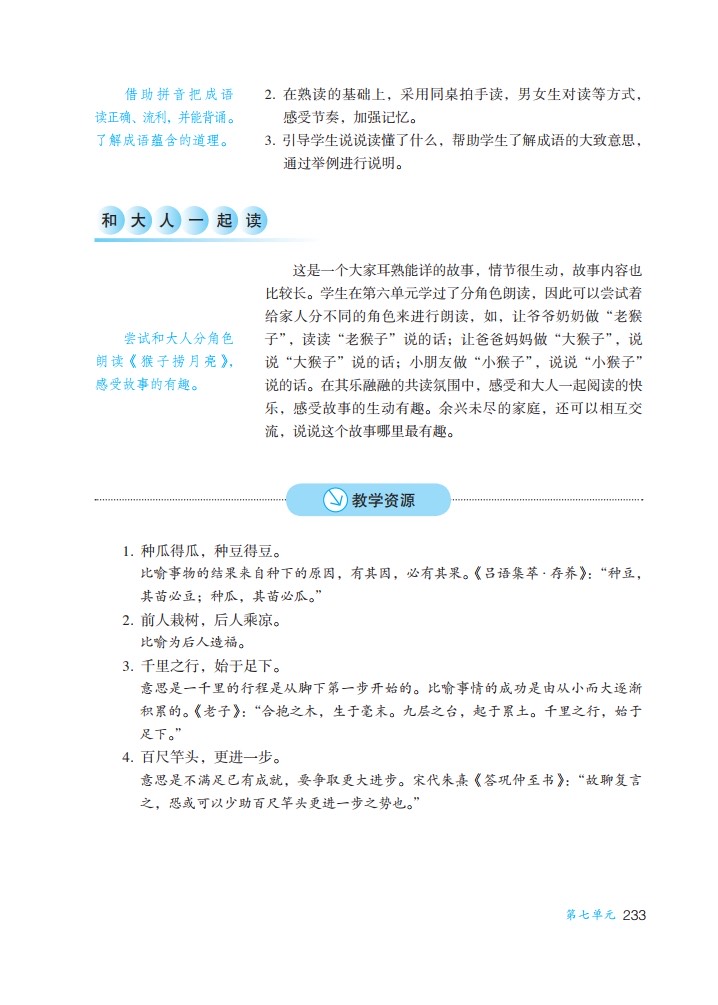 借助拼音把成语
读正确、流利，并能背诵。
了解成语蕴含的道理。
2. 在熟读的基础上，采用同桌拍手读，男女生对读等方式，
感受节奏，加强记忆。
3. 引导学生说说读懂了什么，帮助学生了解成语的大致意思，
通过举例进行说明。
和大人一起读
尝试和大人分角色
朗读《猴子捞月亮》，
感受故事的有趣。
这是一个大家耳熟能详的故事，情节很生动，故事内容也
比较长。学生在第六单元学过了分角色朗读，因此可以尝试着
给家人分不同的角色来进行朗读，如，让爷爷奶奶做“老猴
子”，读读“老猴子”说的话；让爸爸妈妈做“大猴子”，说
说“大猴子”说的话；小朋友做“小猴子”，说说“小猴子”
说的话。在其乐融融的共读氛围中，感受和大人一起阅读的快
乐，感受故事的生动有趣。余兴未尽的家庭，还可以相互交
流，说说这个故事哪里最有趣。
教学资源
1. 种瓜得瓜，种豆得豆。
比喻事物的结果来自种下的原因，有其因，必有其果。《吕语集萃·存养》：“种豆，
其苗必豆；种瓜，其苗必瓜。”
2. 前人栽树，后人乘凉。
比喻为后人造福。
3. 千里之行，始于足下。
意思是一千里的行程是从脚下第一步开始的。比喻事情的成功是由从小而大逐渐
积累的。《老子》：“合抱之木，生于毫末。九层之台，起于累土。千里之行，始于
足下。”
4. 百尺竿头，更进一步。
意思是不满足已有成就，要争取更大进步。宋代朱熹《答巩仲至书》：“故聊复言
之，恐或可以少助百尺竿头更进一步之势也。”
第七单元 233